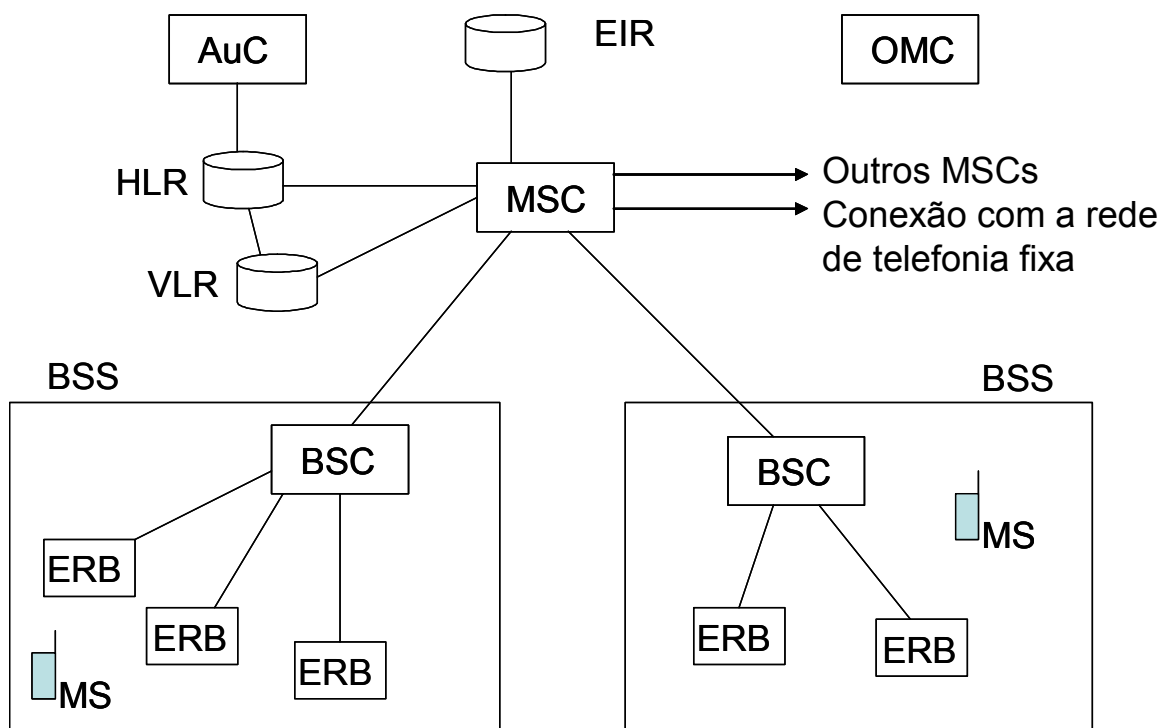 AuC
EIR
OMC
HLR
MSC
Outros MSCs
Conexão com a rede
de telefonia fixa
VLR
BSS
BSS
BSC
BSC
MS
ERB
ERB
ERB
ERB
ERB
MS